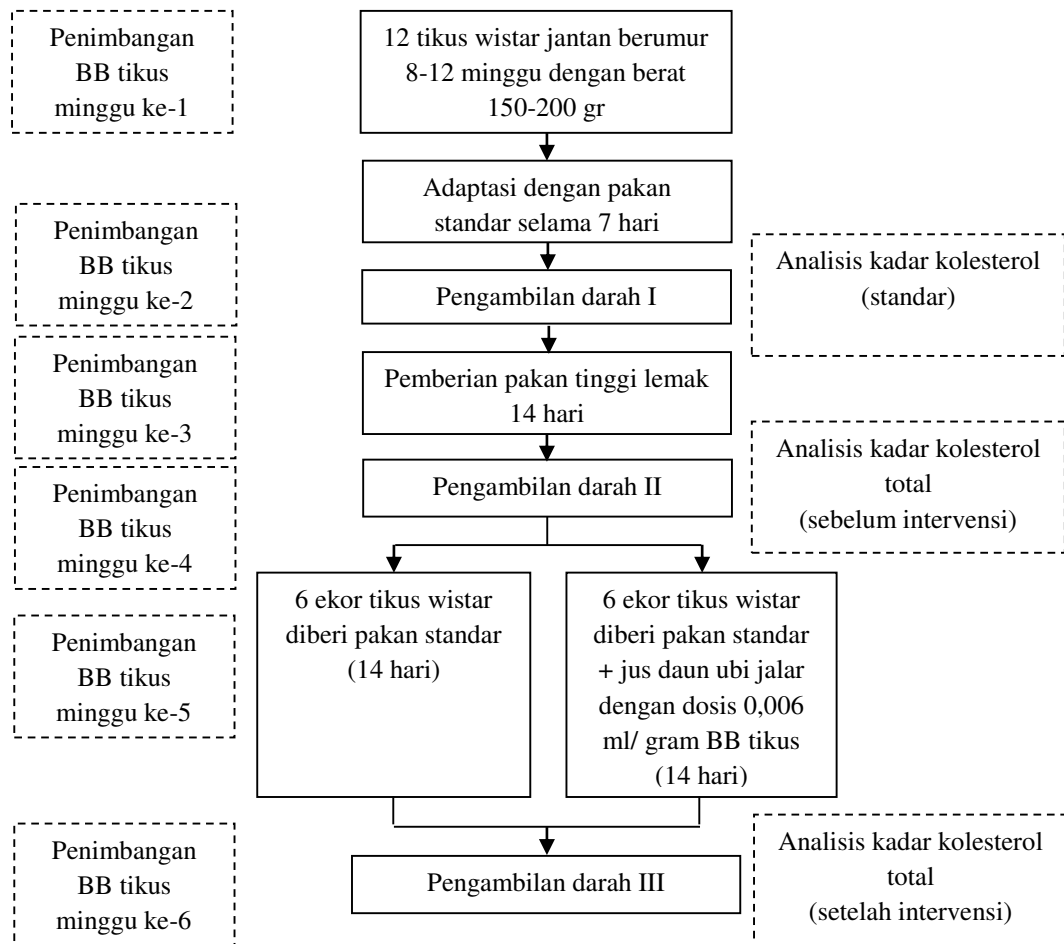 Penimbangan
BB tikus
minggu ke-1
12 tikus wistar jantan berumur
8-12 minggu dengan berat
150-200 gr
Adaptasi dengan pakan
standar selama 7 hari
Penimbangan
BB tikus
minggu ke-2
Analisis kadar kolesterol
(standar)
Pengambilan darah I
Penimbangan
BB tikus
minggu ke-3
Pemberian pakan tinggi lemak
14 hari
Analisis kadar kolesterol
total
(sebelum intervensi)
Pengambilan darah II
Penimbangan
BB tikus
minggu ke-4
6 ekor tikus wistar
diberi pakan standar
(14 hari)
6 ekor tikus wistar
diberi pakan standar
+ jus daun ubi jalar
dengan dosis 0,006
ml/ gram BB tikus
(14 hari)
Penimbangan
BB tikus
minggu ke-5
Penimbangan
BB tikus
minggu ke-6
Pengambilan darah III
Analisis kadar kolesterol
total
(setelah intervensi)